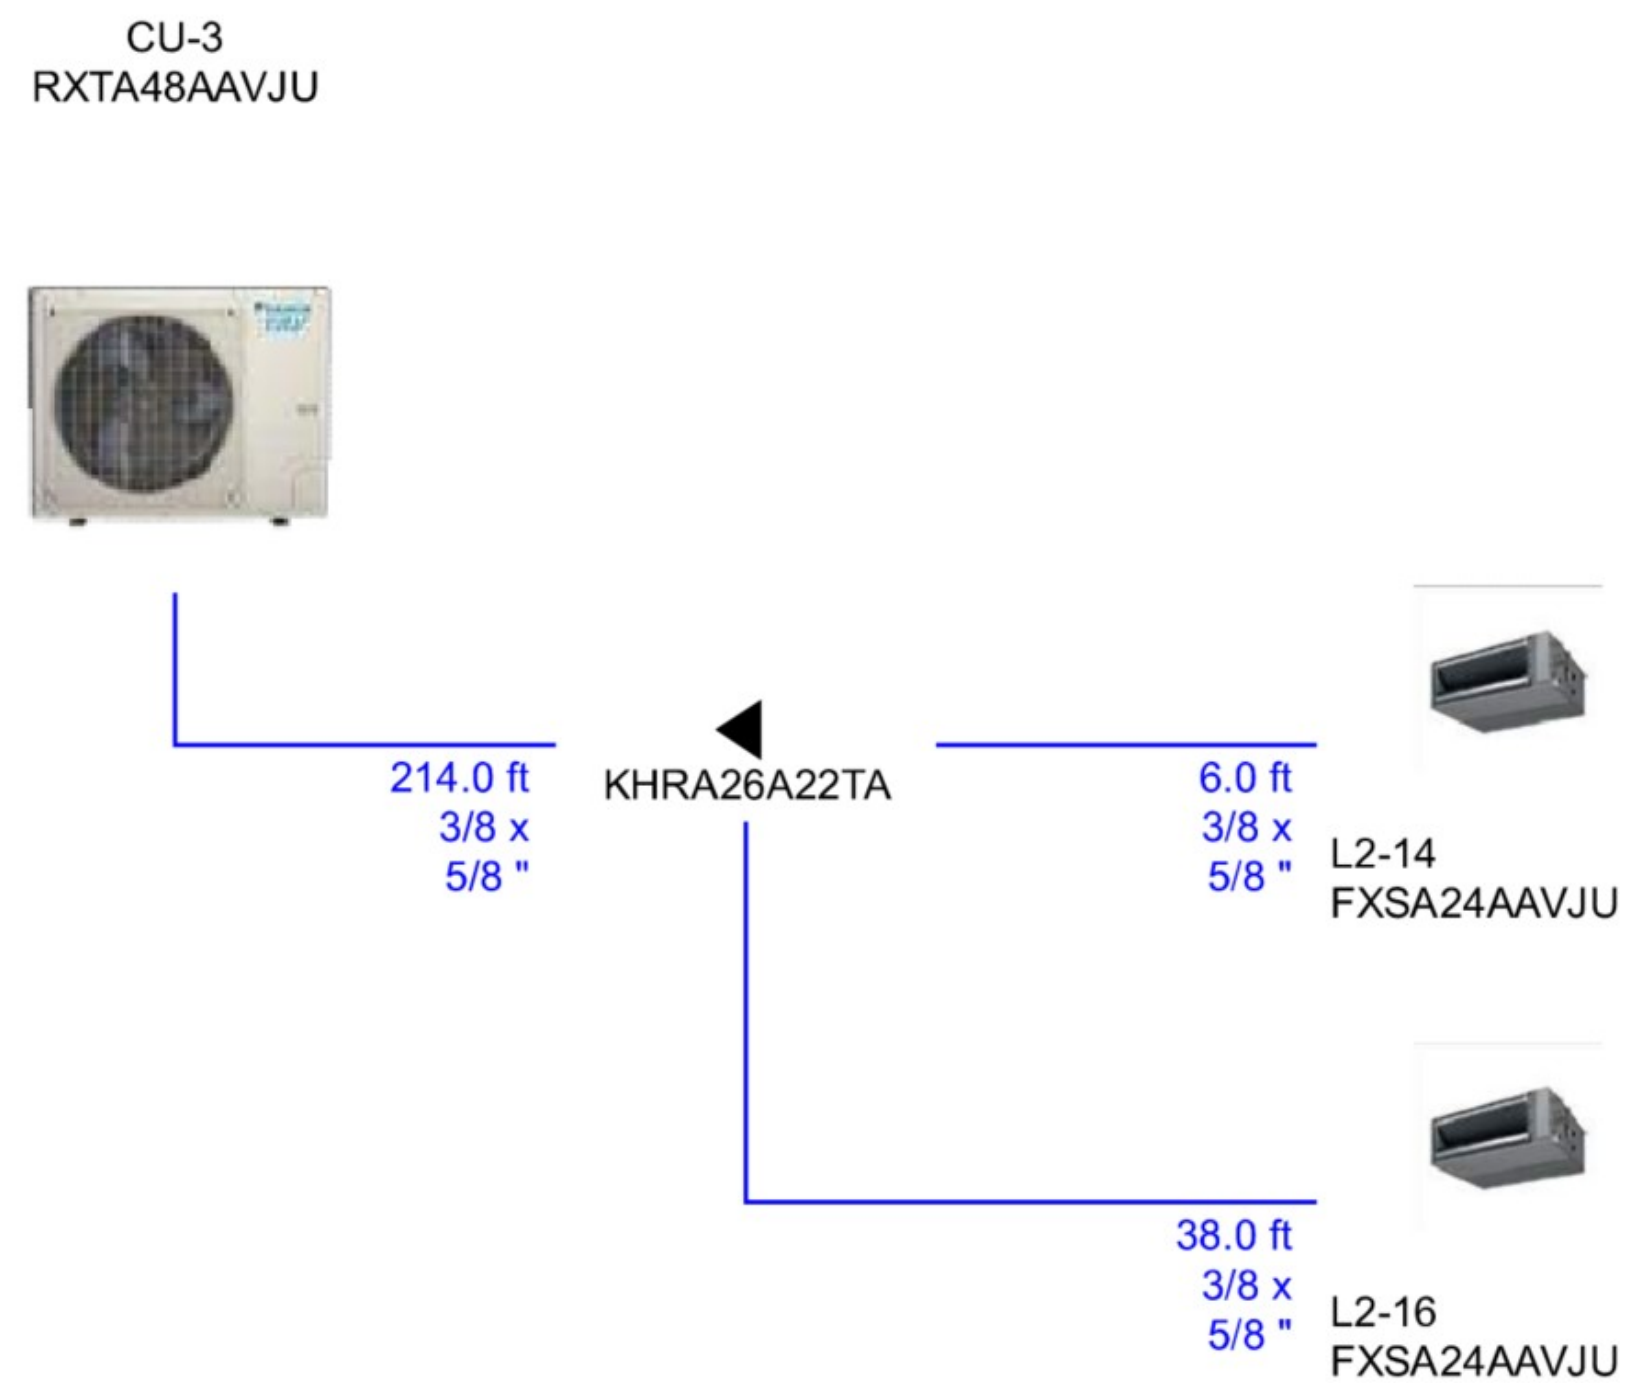 CU-3
RXTA48AAVJU
214.0 ft
3/8 x
5/8 "
KHRA26A22TA
6.0 ft
3/8 x
5/8 "
L2-14
FXSA24AAVJU
38.0 ft
3/8 x
5/8 "
L2-16
FXSA24AAVJU